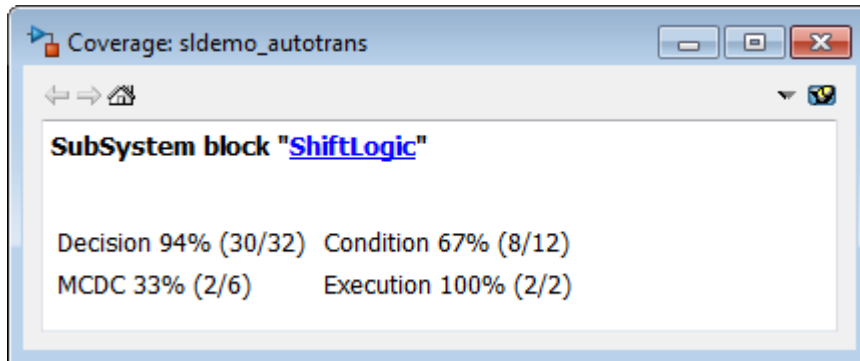 Coverage: sldemo_autotrans
SubSystem block "ShiftLogic"
Decision 94% (30/32) Condition 67% (8/12)
MCDC 33% (2/6) Execution 100% (2/2)